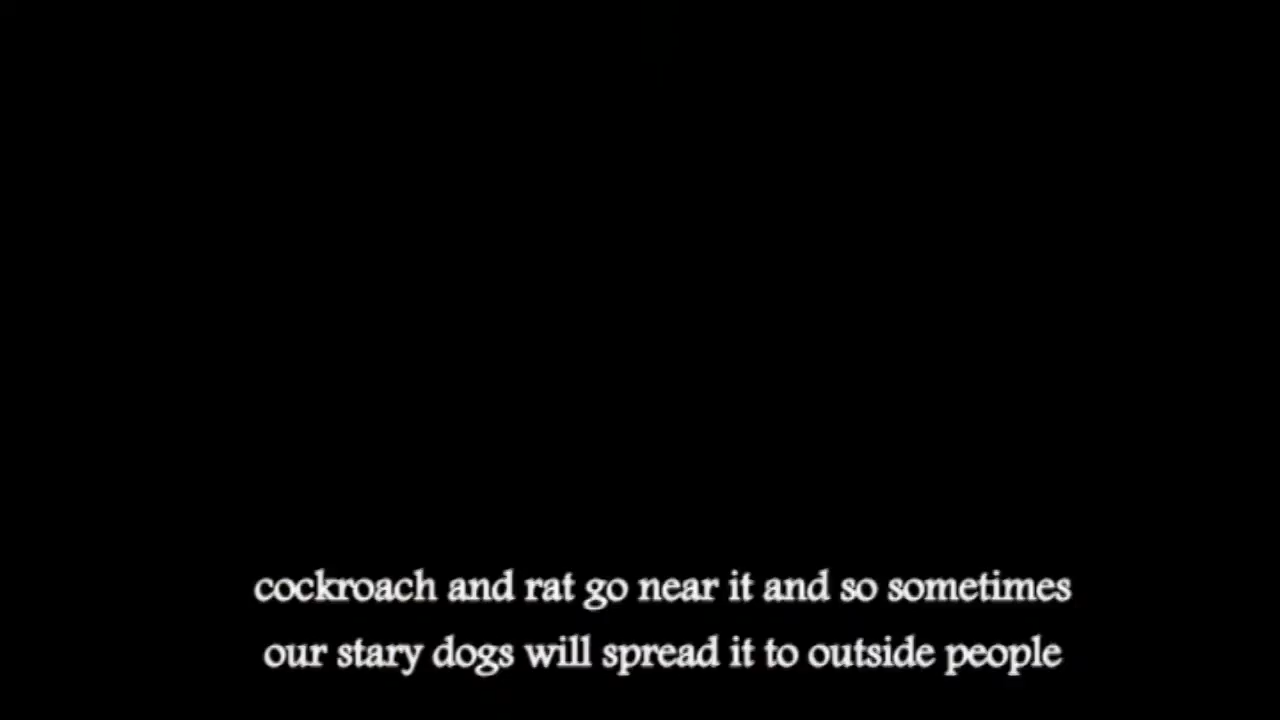 cockroach and rat go near it and so sometimes
our stary dogs will spread it to outside people